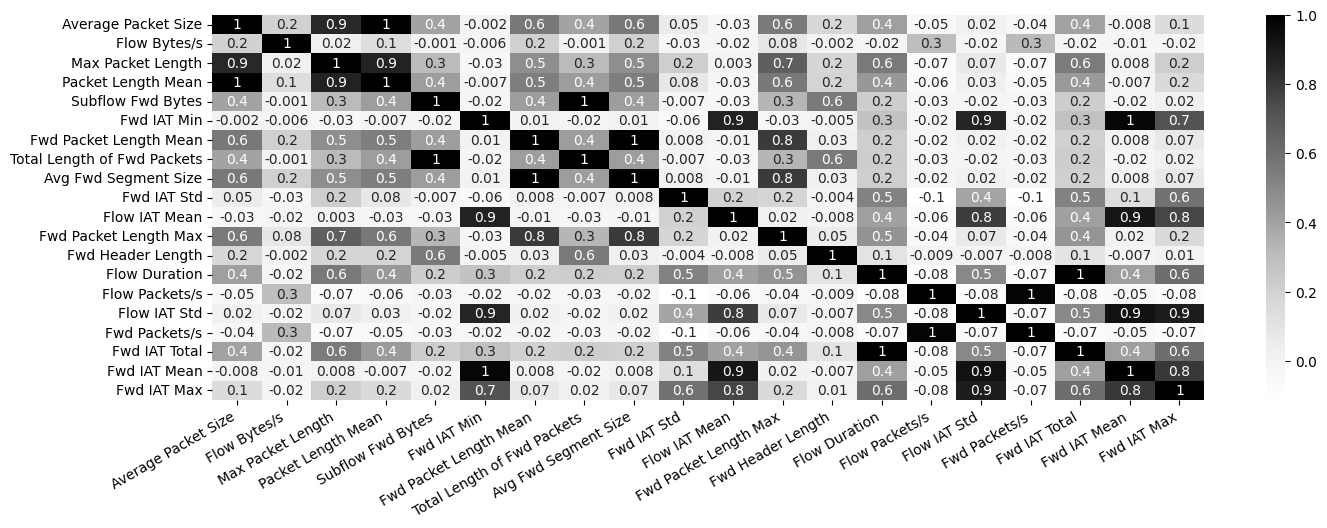 Average Packet Size 1 0.2 0.9 1 0.4 -0.002 0.6 0.4 0.6 0.05 -0.03 0.6 0.2 0.4 -0.05 0.02 -0.04 0.4 -0.008 0.1
Flow Bytes/s 0.2 1 0.02 0.1 -0.001 -0.006 0.2 -0.001 0.2 -0.03 -0.02 0.08 -0.002 -0.02 0.3 -0.02 0.3 -0.02 -0.01 -0.02
Max Packet Length 0.9 0.02 1 0.9 0.3 -0.03 0.5 0.3 0.5 0.2 0.003 0.7 0.2 0.6 -0.07 0.07 -0.07 0.6 0.008 0.2
Packet Length Mean 1 0.1 0.9 1 0.4 -0.007 0.5 0.4 0.5 0.08 -0.03 0.6 0.2 0.4 -0.06 0.03 -0.05 0.4 -0.007 0.2
Subflow Fwd Bytes 0.4 -0.001 0.3 0.4 1 -0.02 0.4 1 0.4 -0.007 -0.03 0.3 0.6 0.2 -0.03 -0.02 -0.03 0.2 -0.02 0.02
Fwd IAT Min -0.002 -0.006 -0.03 -0.007 -0.02 1 0.01 -0.02 0.01 -0.06 0.9 -0.03 -0.005 0.3 -0.02 0.9 -0.02 0.3 1 0.7
Fwd Packet Length Mean 0.6 0.2 0.5 0.5 0.4 0.01 1 0.4 1 0.008 -0.01 0.8 0.03 0.2 -0.02 0.02 -0.02 0.2 0.008 0.07
Total Length of Fwd Packets 0.4 -0.001 0.3 0.4 1 -0.02 0.4 1 0.4 -0.007 -0.03 0.3 0.6 0.2 -0.03 -0.02 -0.03 0.2 -0.02 0.02
Avg Fwd Segment Size 0.6 0.2 0.5 0.5 0.4 0.01 1 0.4 1 0.008 -0.01 0.8 0.03 0.2 -0.02 0.02 -0.02 0.2 0.008 0.07
Fwd IAT Std 0.05 -0.03 0.2 0.08 -0.007 -0.06 0.008 -0.007 0.008 1 0.2 0.2 -0.004 0.5 -0.1 0.4 -0.1 0.5 0.1 0.6
Flow IAT Mean -0.03 -0.02 0.003 -0.03 -0.03 0.9 -0.01 -0.03 -0.01 0.2 1 0.02 -0.008 0.4 -0.06 0.8 -0.06 0.4 0.9 0.8
Fwd Packet Length Max 0.6 0.08 0.7 0.6 0.3 -0.03 0.8 0.3 0.8 0.2 0.02 1 0.05 0.5 -0.04 0.07 -0.04 0.4 0.02 0.2
Fwd Header Length 0.2 -0.002 0.2 0.2 0.6 -0.005 0.03 0.6 0.03 -0.004 -0.008 0.05 1 0.1 -0.009 -0.007 -0.008 0.1 -0.007 0.01
Flow Duration 0.4 -0.02 0.6 0.4 0.2 0.3 0.2 0.2 0.2 0.5 0.4 0.5 0.1 1 -0.08 0.5 -0.07 1 0.4 0.6
Flow Packets/s -0.05 0.3 -0.07 -0.06 -0.03 -0.02 -0.02 -0.03 -0.02 -0.1 -0.06 -0.04 -0.009 -0.08 1 -0.08 1 -0.08 -0.05 -0.08
Flow IAT Std 0.02 -0.02 0.07 0.03 -0.02 0.9 0.02 -0.02 0.02 0.4 0.8 0.07 -0.007 0.5 -0.08 1 -0.07 0.5 0.9 0.9
Fwd Packets/s -0.04 0.3 -0.07 -0.05 -0.03 -0.02 -0.02 -0.03 -0.02 -0.1 -0.06 -0.04 -0.008 -0.07 1 -0.07 1 -0.07 -0.05 -0.07
Fwd IAT Total 0.4 -0.02 0.6 0.4 0.2 0.3 0.2 0.2 0.2 0.5 0.4 0.4 0.1 1 -0.08 0.5 -0.07 1 0.4 0.6
Fwd IAT Mean -0.008 -0.01 0.008 -0.007 -0.02 1 0.008 -0.02 0.008 0.1 0.9 0.02 -0.007 0.4 -0.05 0.9 -0.05 0.4 1 0.8
Fwd IAT Max 0.1 -0.02 0.2 0.2 0.02 0.7 0.07 0.02 0.07 0.6 0.8 0.2 0.01 0.6 -0.08 0.9 -0.07 0.6 0.8 1
Average Packet Size
Flow Bytes/s
Max Packet Length
Packet Length Mean
Subflow Fwd Bytes
Fwd IAT Min
Fwd Packet Length Mean
Total Length of Fwd Packets
Avg Fwd Segment Size
Fwd IAT Std
Flow IAT Mean
Fwd Packet Length Max
Fwd Header Length
Flow Duration
Flow Packets/s
Flow IAT Std
Fwd Packets/s
Fwd IAT Total
Fwd IAT Mean
Fwd IAT Max
1.0
0.8
0.6
0.4
0.2
0.0